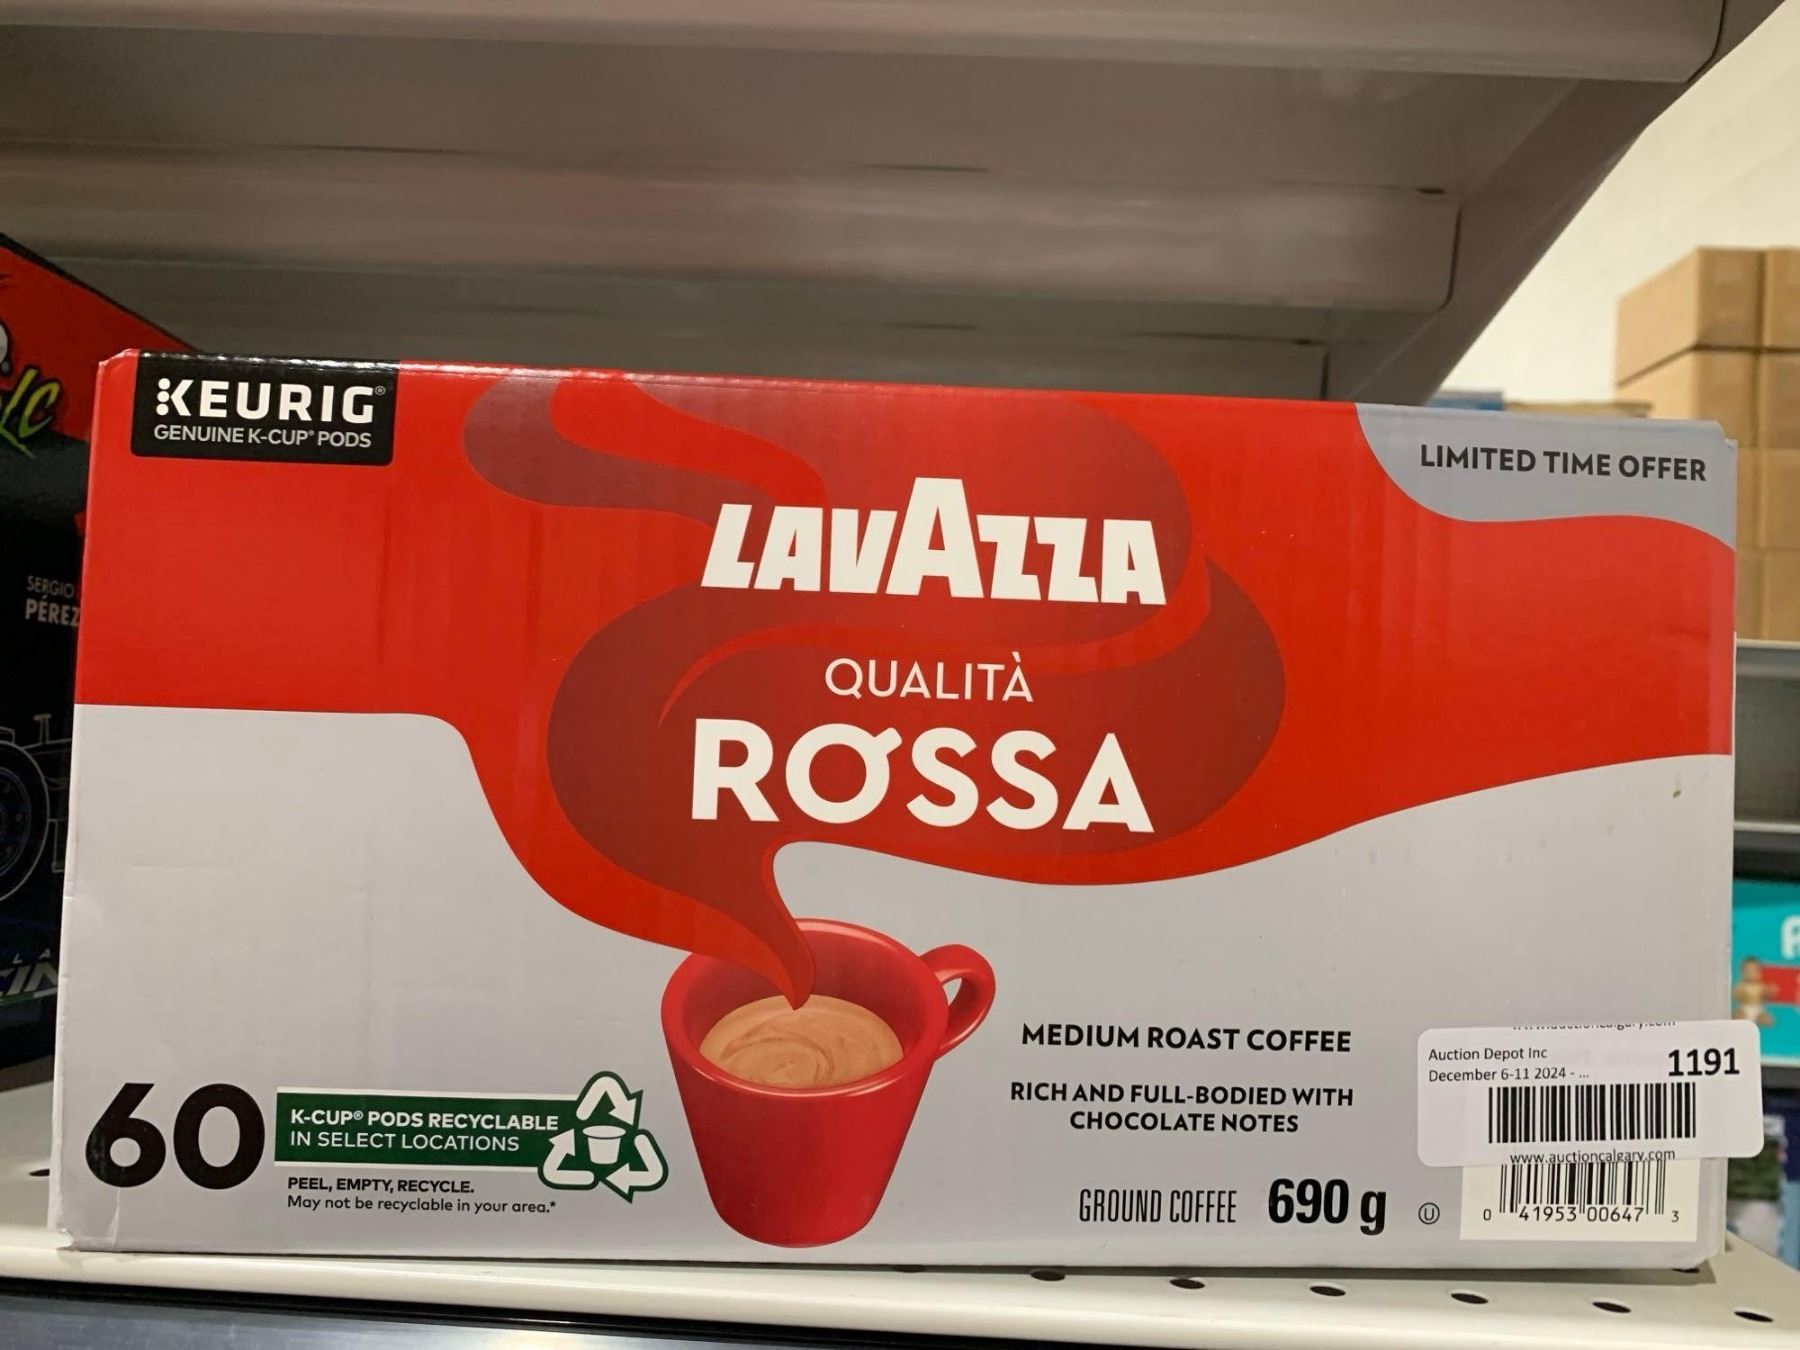 KEURIG®
GENUINE K-CUP® PODS
LIMITED TIME OFFER
LAVAZZA
QUALITÀ
ROSSA
SERGIO
PÉREZ
MEDIUM ROAST COFFEE
RICH AND FULL-BODIED WITH
CHOCOLATE NOTES
60
K-CUP® PODS RECYCLABLE
IN SELECT LOCATIONS
PEEL, EMPTY, RECYCLE.
May not be recyclable in your area.*
GROUND COFFEE 690 g
U
Auction Depot Inc
December 6-11 2024 - ...
1191
www.auctioncalgary.com
0 41953 00647 3